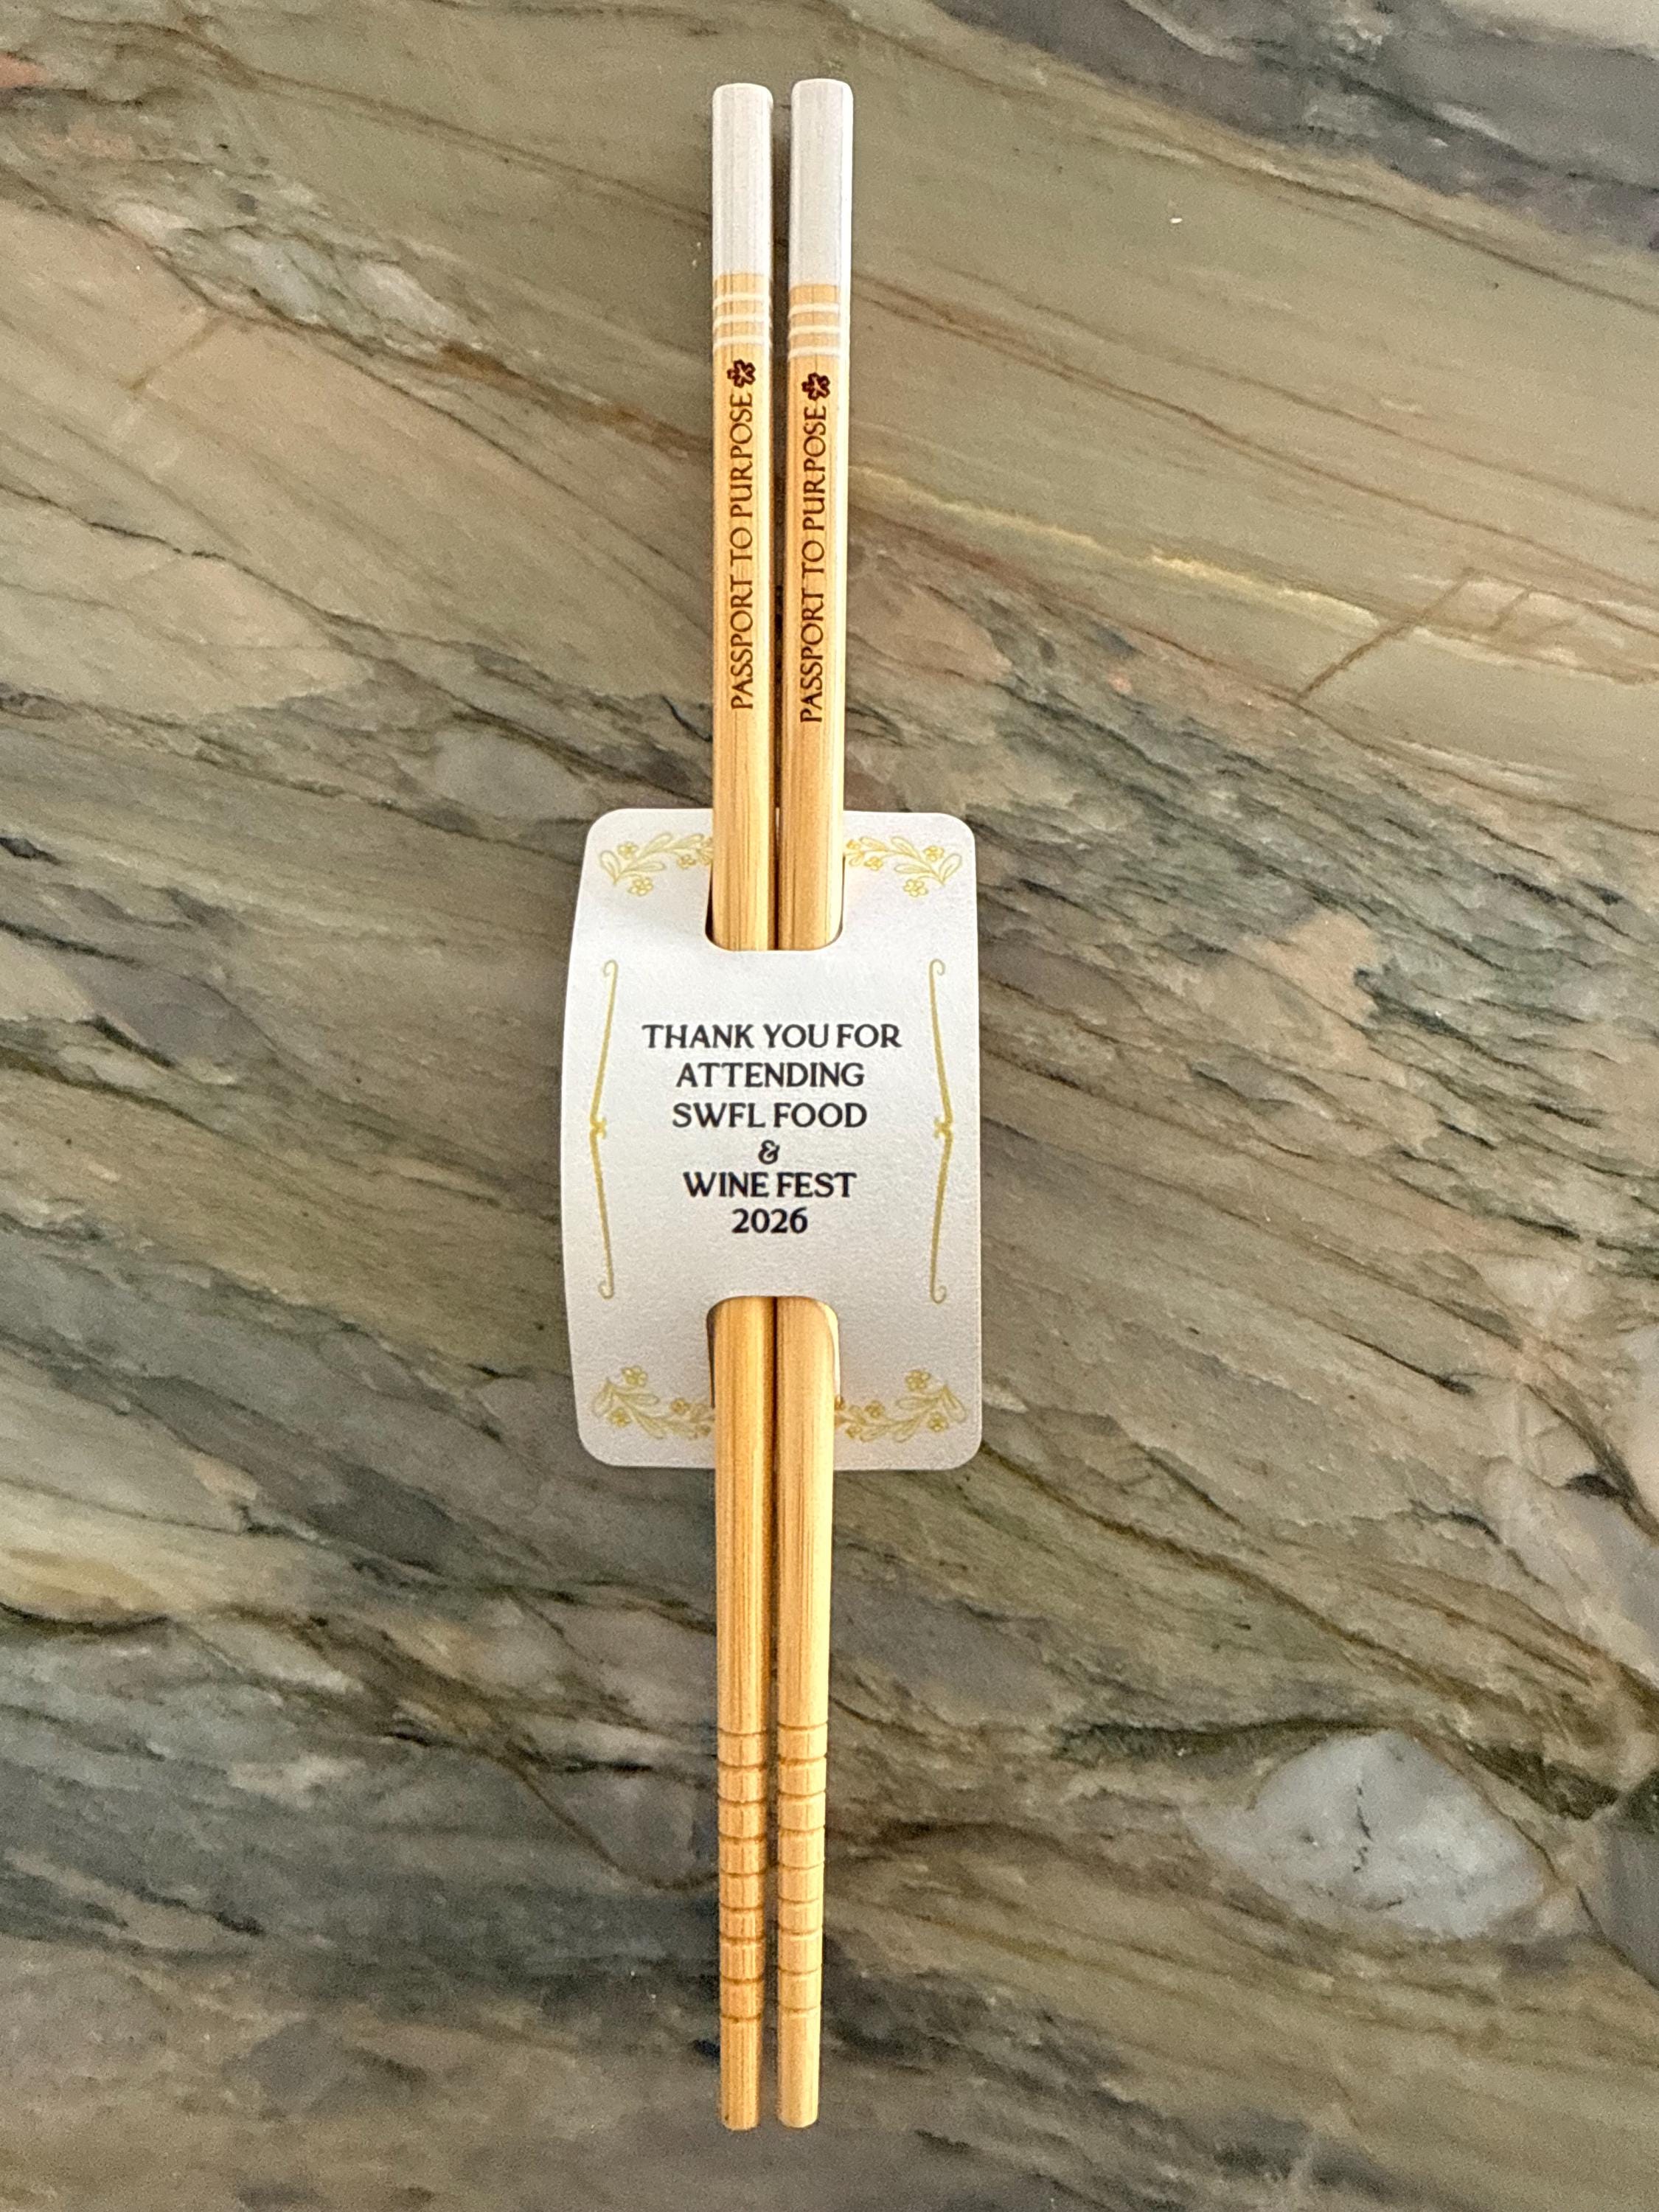 PASSPORT TO PURPOSE
PASSPORT TO PURPOSE
THANK YOU FOR
ATTENDING
SWFL FOOD
&
WINE FEST
2026